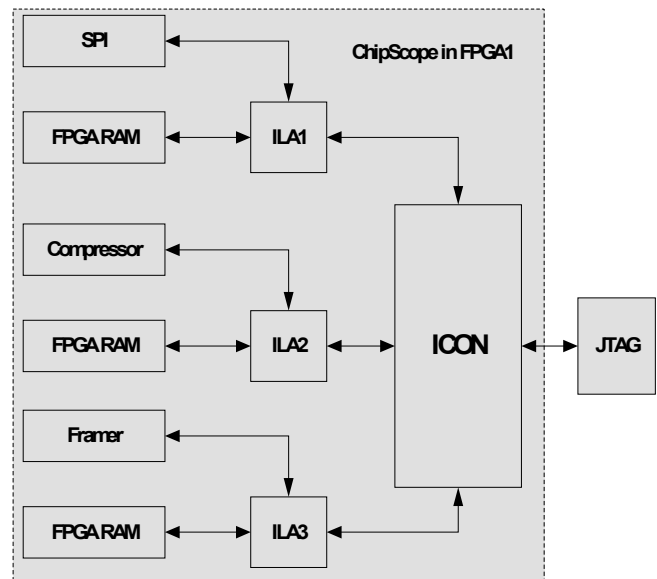 SPI
ChipScope in FPGA1
FPGA RAM
ILA1
Compressor
FPGA RAM
ILA2
ICON
JTAG
Framer
FPGA RAM
ILA3